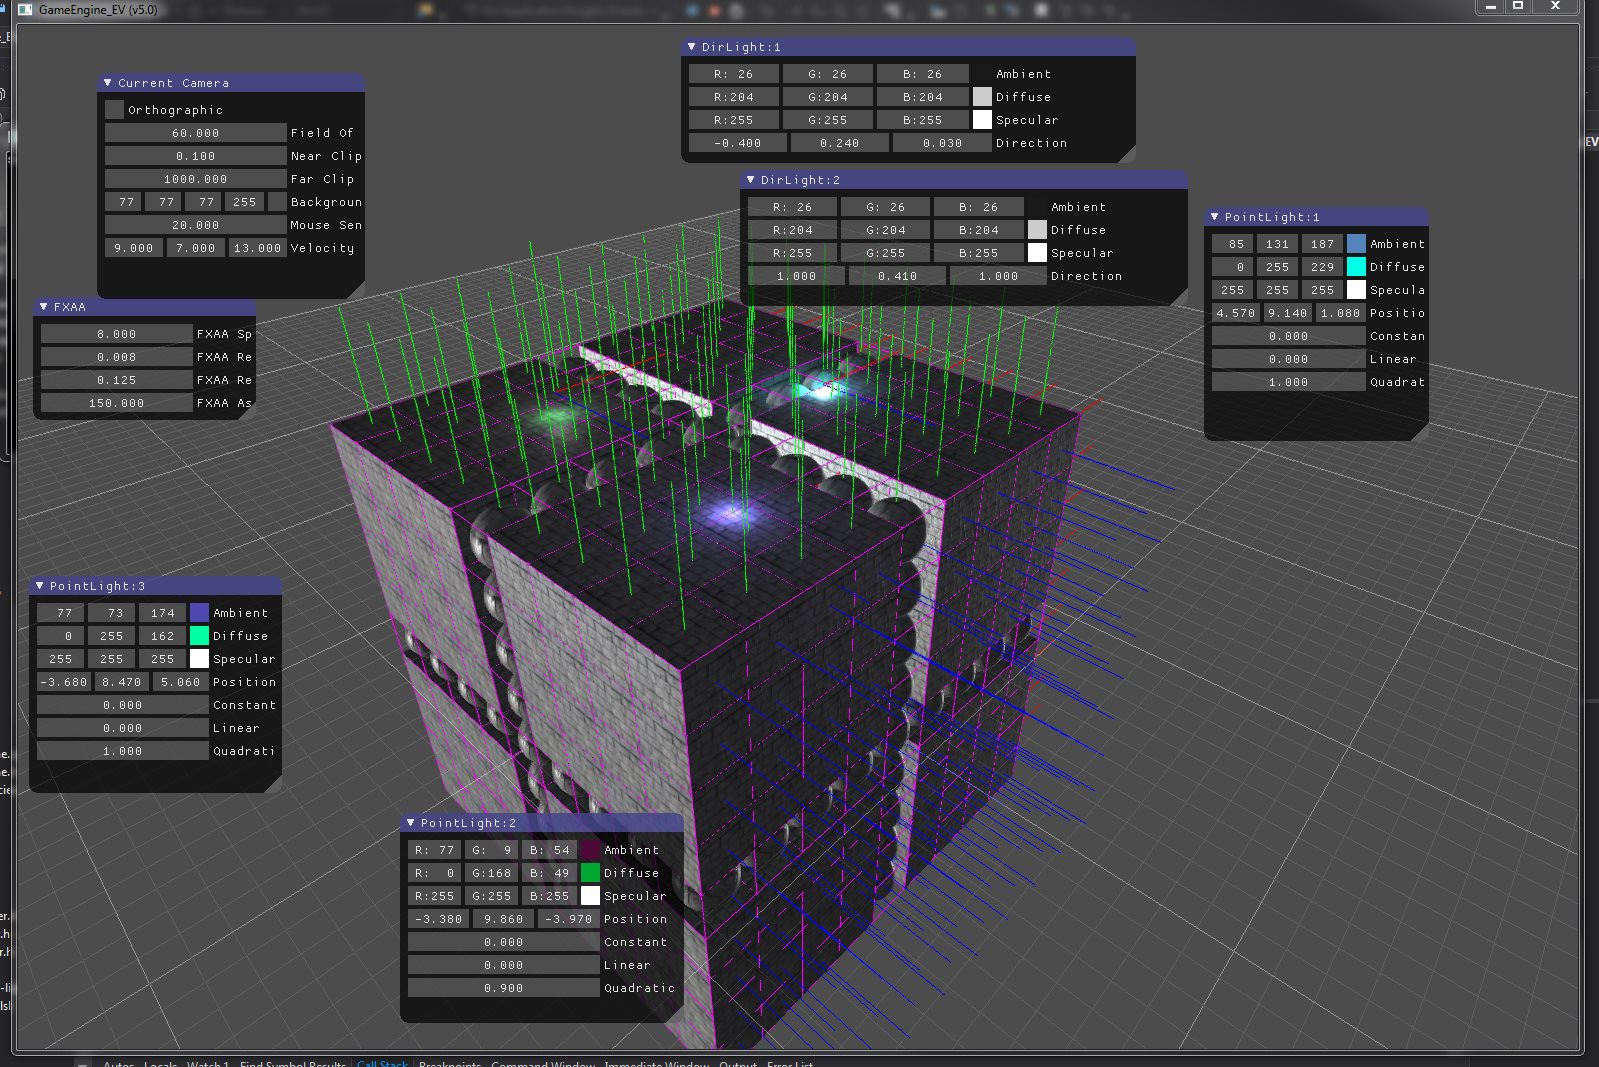 GameEngine_EV (v5.0)
DirLight:1
R: 26 G: 26 B: 26 Ambient
R:204 G:204 B:204 Diffuse
R:255 G:255 B:255 Specular
-0.400 0.240 0.030 Direction
Current Camera
Orthographic
60.000 Field Of
0.100 Near Clip
1000.000 Far Clip
77 77 77 255 Backgroun
20.000 Mouse Sen
9.000 7.000 13.000 Velocity
DirLight:2
R: 26 G: 26 B: 26 Ambient
R:204 G:204 B:204 Diffuse
R:255 G:255 B:255 Specular
1.000 0.410 1.000 Direction
PointLight:1
85 131 187 Ambient
0 255 229 Diffuse
255 255 255 Specula
4.570 9.140 1.080 Positio
0.000 Constan
0.000 Linear
1.000 Quadrat
FXAA
8.000 FXAA Sp
0.008 FXAA Re
0.125 FXAA Re
150.000 FXAA As
PointLight:3
77 73 174 Ambient
0 255 162 Diffuse
255 255 255 Specular
-3.680 8.470 5.060 Position
0.000 Constant
0.000 Linear
1.000 Quadrati
PointLight:2
R: 77 G: 9 B: 54 Ambient
R: 0 G:168 B: 49 Diffuse
R:255 G:255 B:255 Specular
-3.380 9.860 -3.970 Position
0.000 Constant
0.000 Linear
0.900 Quadratic
Autos Locals Watch 1 Find Symbol Results Call Stack Breakpoints Command Window Immediate Window Output Error List